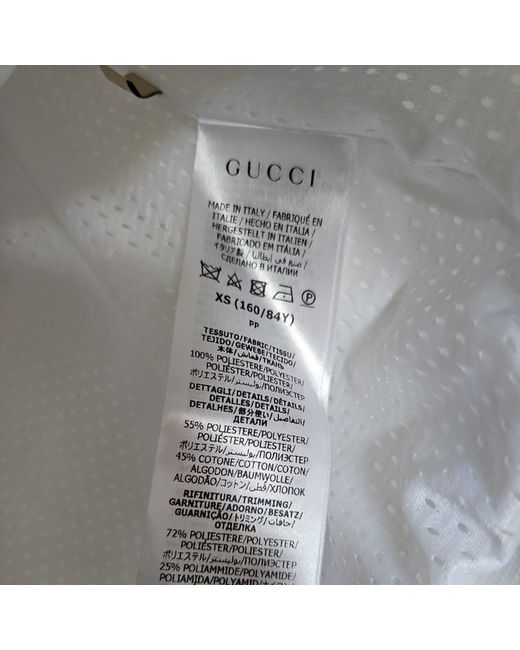 GUCCI
MADE IN ITALY / FABRIQUÉ EN
ITALIE / HECHO EN ITALIA /
HERGESTELLT IN ITALIEN /
FABRICADO EM ITÁLIA /
イタリア製 / صنع في إيطاليا /
СДЕЛАНО В ИТАЛИИ
P
XS (160/84Y)
PP
TESSUTO/FABRIC/TISSU/
TEJIDO/GEWEBE/TECIDO/
本体/قماش/ТКАНЬ
100% POLIESTERE/POLYESTER/
POLYESTER/POLIÉSTER/
ポリエステル/بوليستر/ПОЛИЭСТЕР
DETTAGLI/DETAILS/DÉTAILS/
DETALLES/DETAILS/
DETALHES/部分使い/التفاصيل/
ДЕТАЛИ
55% POLIESTERE/POLYESTER/
POLYESTER/POLIÉSTER/
ポリエステル/بوليستر/ПОЛИЭСТЕР
45% COTONE/COTTON/COTON/
ALGODON/BAUMWOLLE/
ALGODÃO/コットン/قطن/ХЛОПОК
RIFINITURA/TRIMMING/
GARNITURE/ADORNO/BESATZ/
GUARNIÇÃO/トリミング/حافات/
ОТДЕЛКА
72% POLIESTERE/POLYESTER/
POLYESTER/POLIÉSTER/
ポリエステル/بوليستر/ПОЛИЭСТЕР
25% POLIAMMIDE/POLYAMIDE/
POLIAMIDA/POLYAMID/ナイロン/